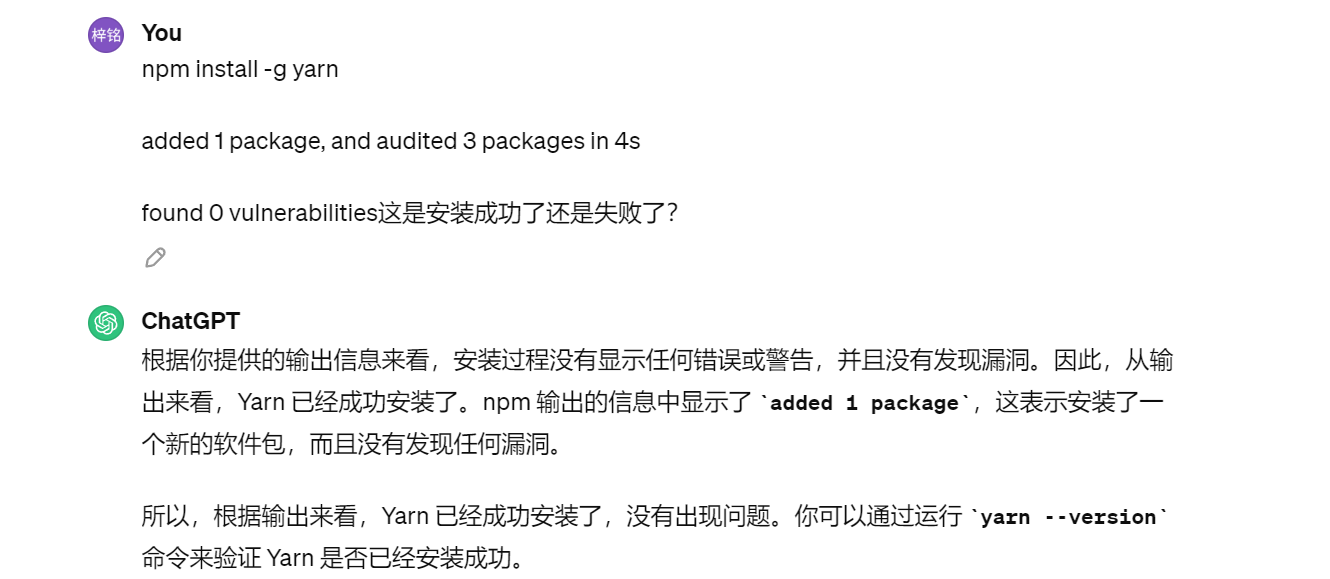 梓铭
You
npm install -g yarn
added 1 package, and audited 3 packages in 4s
found 0 vulnerabilities这是安装成功了还是失败了？
ChatGPT
根据你提供的输出信息来看，安装过程没有显示任何错误或警告，并且没有发现漏洞。因此，从输
出来看，Yarn 已经成功安装了。npm 输出的信息中显示了 `added 1 package`，这表示安装了一
个新的软件包，而且没有发现任何漏洞。
所以，根据输出来看，Yarn 已经成功安装了，没有出现问题。你可以通过运行 `yarn --version`
命令来验证 Yarn 是否已经安装成功。